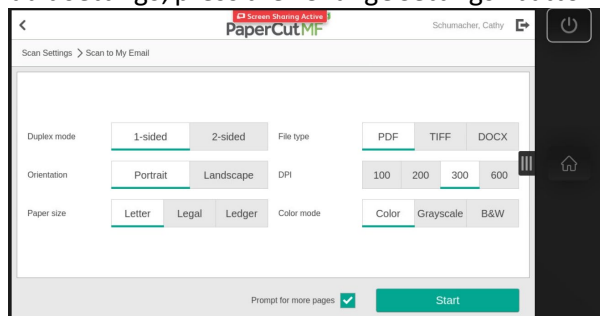 Screen Sharing Active
PaperCutMF
Schumacher, Cathy
Scan Settings > Scan to My Email
Duplex mode 1-sided 2-sided File type PDF TIFF DOCX
Orientation Portrait Landscape DPI 100 200 300 600
Paper size Letter Legal Ledger Color mode Color Grayscale B&W
Prompt for more pages Start